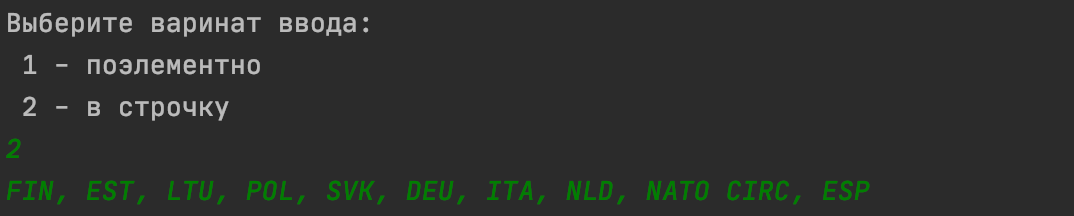 Выберите варинат ввода:
1 - поэлементно
2 - в строчку
2
FIN, EST, LTU, POL, SVK, DEU, ITA, NLD, NATO CIRC, ESP